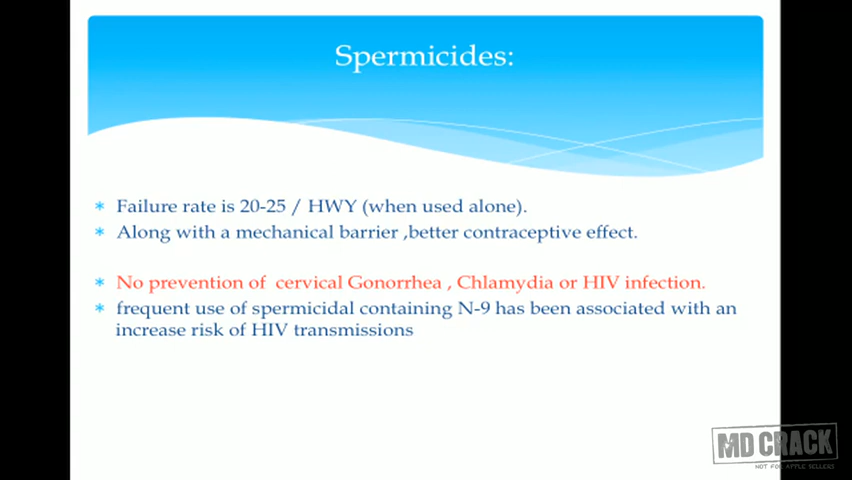 Spermicides:
* Failure rate is 20-25 / HWY (when used alone).
* Along with a mechanical barrier ,better contraceptive effect.
* No prevention of cervical Gonorrhea , Chlamydia or HIV infection.
* frequent use of spermicidal containing N-9 has been associated with an
increase risk of HIV transmissions
MD CRACK
NOT FOR APPLE SELLERS